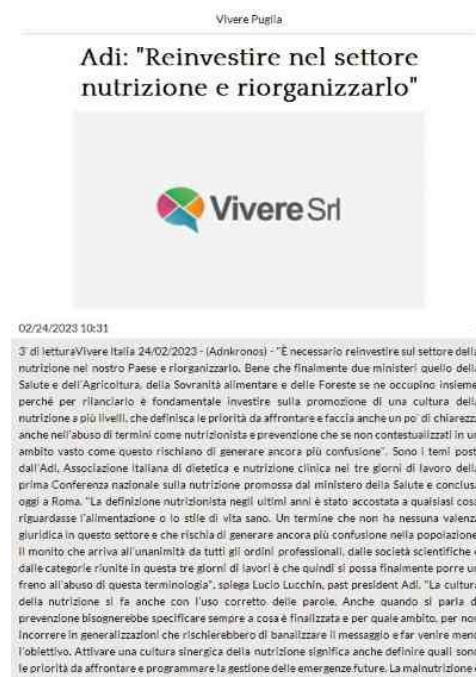 Vivere Puglia
Adi: "Reinvestire nel settore
nutrizione e riorganizzarlo"
Vivere Srl
02/24/2023 10:31
3' di letturaVivere Italia 24/02/2023 - (Adnkronos) - "È necessario reinvestire sul settore della
nutrizione nel nostro Paese e riorganizzarlo. Bene che finalmente due ministeri quello della
Salute e dell'Agricoltura, della Sovranità alimentare e delle Foreste se ne occupino insieme
perché per rilanciarlo è fondamentale investire sulla promozione di una cultura della
nutrizione a più livelli, che definisca le priorità da affrontare e faccia anche un po' di chiarezza
anche nell'abuso di termini come nutrizionista e prevenzione che se non contestualizzati in un
ambito vasto come questo rischiano di generare ancora più confusione". Sono i temi posti
dall'Adi, Associazione italiana di dietetica e nutrizione clinica nei tre giorni di lavoro della
prima Conferenza nazionale sulla nutrizione promossa dal ministero della Salute e conclusa
oggi a Roma. "La definizione nutrizionista negli ultimi anni è stato accostata a qualsiasi cosa
riguardasse l'alimentazione o lo stile di vita sano. Un termine che non ha nessuna valenza
giuridica in questo settore e che rischia di generare ancora più confusione nella popolazione.
Il monito che arriva all'unanimità da tutti gli ordini professionali, dalle società scientifiche e
dalle categorie riunite in questa tre giorni di lavori è che quindi si possa finalmente porre un
freno all'abuso di questa terminologia", spiega Lucio Lucchin, past president Adi. "La cultura
della nutrizione si fa anche con l'uso corretto delle parole. Anche quando si parla di
prevenzione bisognerebbe specificare sempre a cosa è finalizzata e per quale ambito, per non
incorrere in generalizzazioni che rischierebbero di banalizzare il messaggio e far venire meno
l'obiettivo. Attivare una cultura sinergica della nutrizione significa anche definire quali sono
le priorità da affrontare e programmare la gestione delle emergenze future. La malnutrizione e